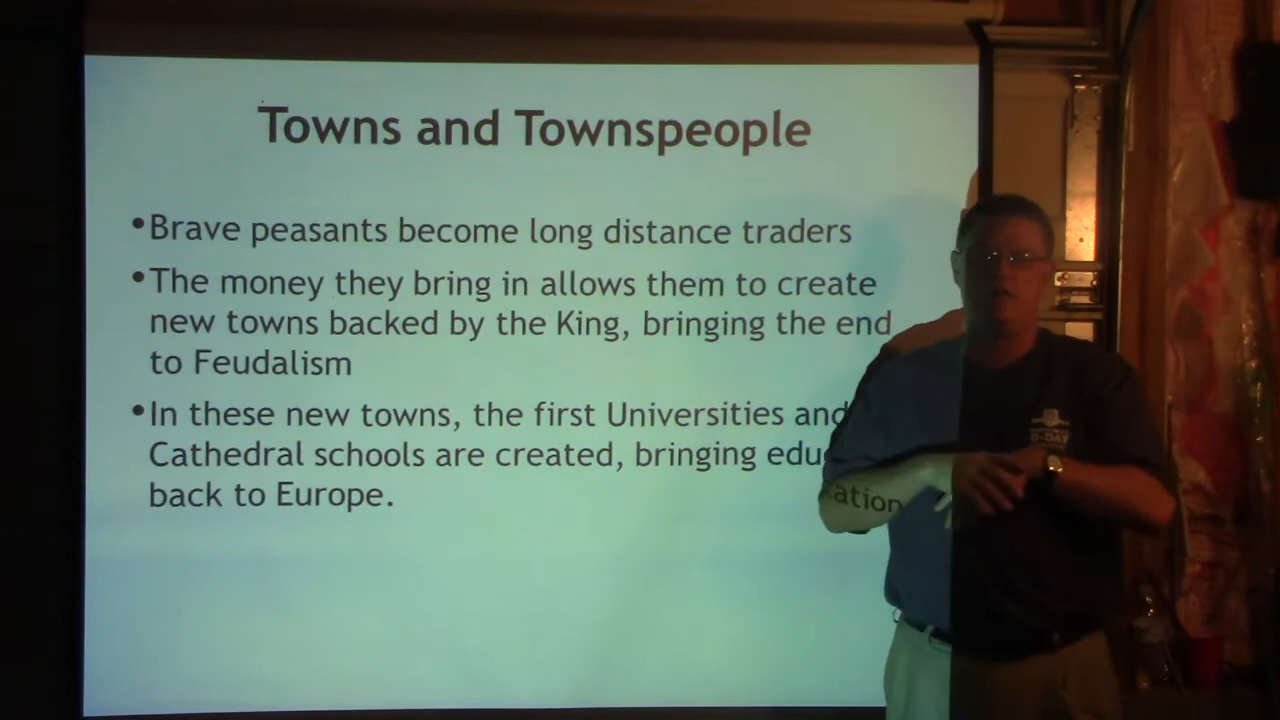 Towns and Townspeople
•Brave peasants become long distance traders
•The money they bring in allows them to create
new towns backed by the King, bringing the end
to Feudalism
•In these new towns, the first Universities and
Cathedral schools are created, bringing education
back to Europe.
D-DAY